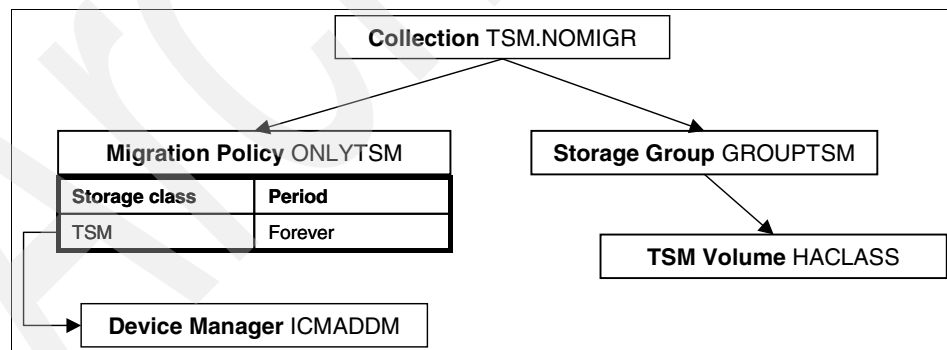 Collection TSM.NOMIGR
Migration Policy ONLYTSM
Storage Group GROUPTSM
Storage class Period
TSM Forever
TSM Volume HACLASS
Device Manager ICMADDM